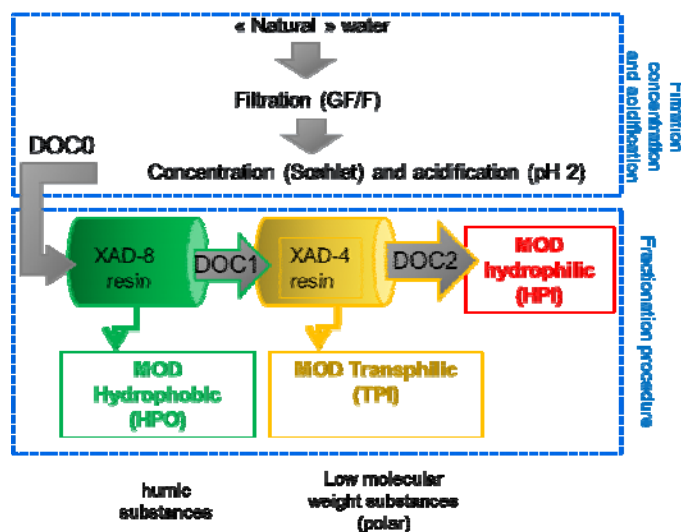 « Natural » water
Filtration (GF/F)
Concentration (Soxhlet) and acidification (pH 2)
Filtration
concentration
and acidification
DOC0
XAD-8
resin
DOC1
XAD-4
resin
DOC2
MOD
hydrophilic
(HPI)
MOD
Hydrophobic
(HPO)
MOD Transphilic
(TPI)
Fractionation procedure
humic
substances
Low molecular
weight substances
(polar)